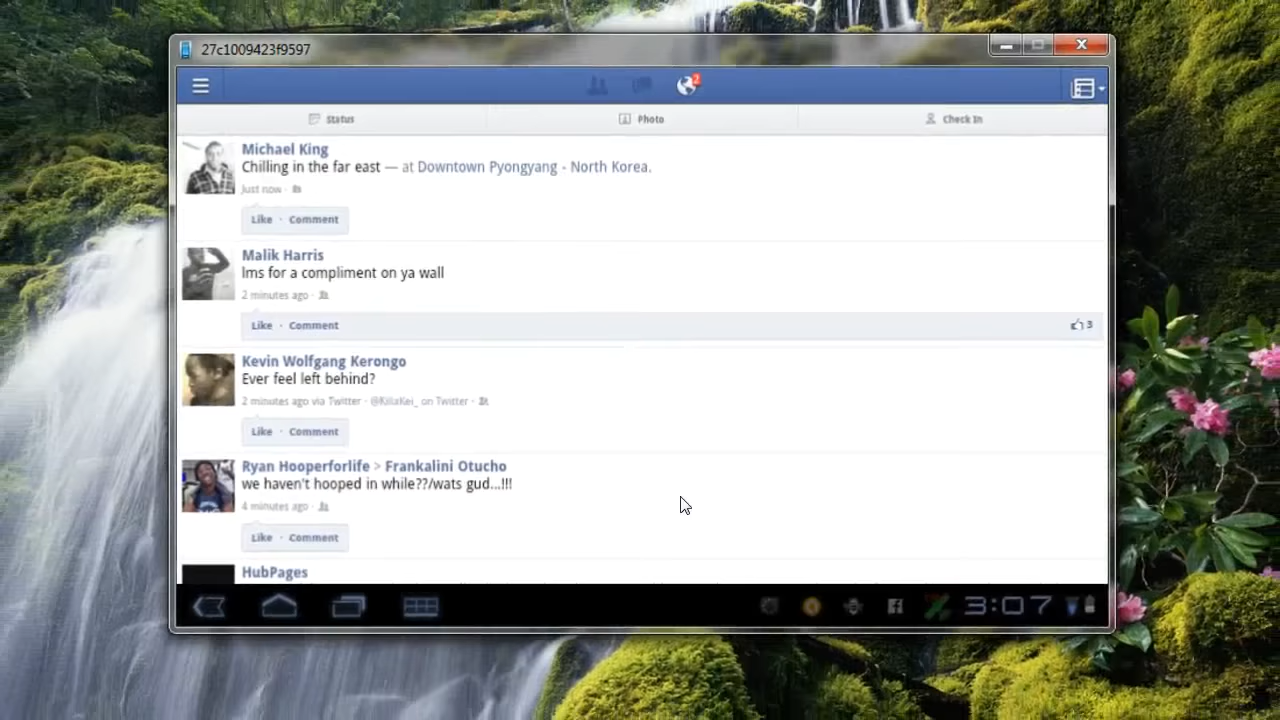 27c1009423f9597
2
Status Photo Check In
Michael King
Chilling in the far east — at Downtown Pyongyang - North Korea.
Just now ·
Like · Comment
Malik Harris
lms for a compliment on ya wall
2 minutes ago ·
Like · Comment 3
Kevin Wolfgang Kerongo
Ever feel left behind?
2 minutes ago via Twitter · @KillaKei_ on Twitter ·
Like · Comment
Ryan Hooperforlife > Frankalini Otucho
we haven't hooped in while??/wats gud...!!!
4 minutes ago ·
Like · Comment
HubPages
3:07